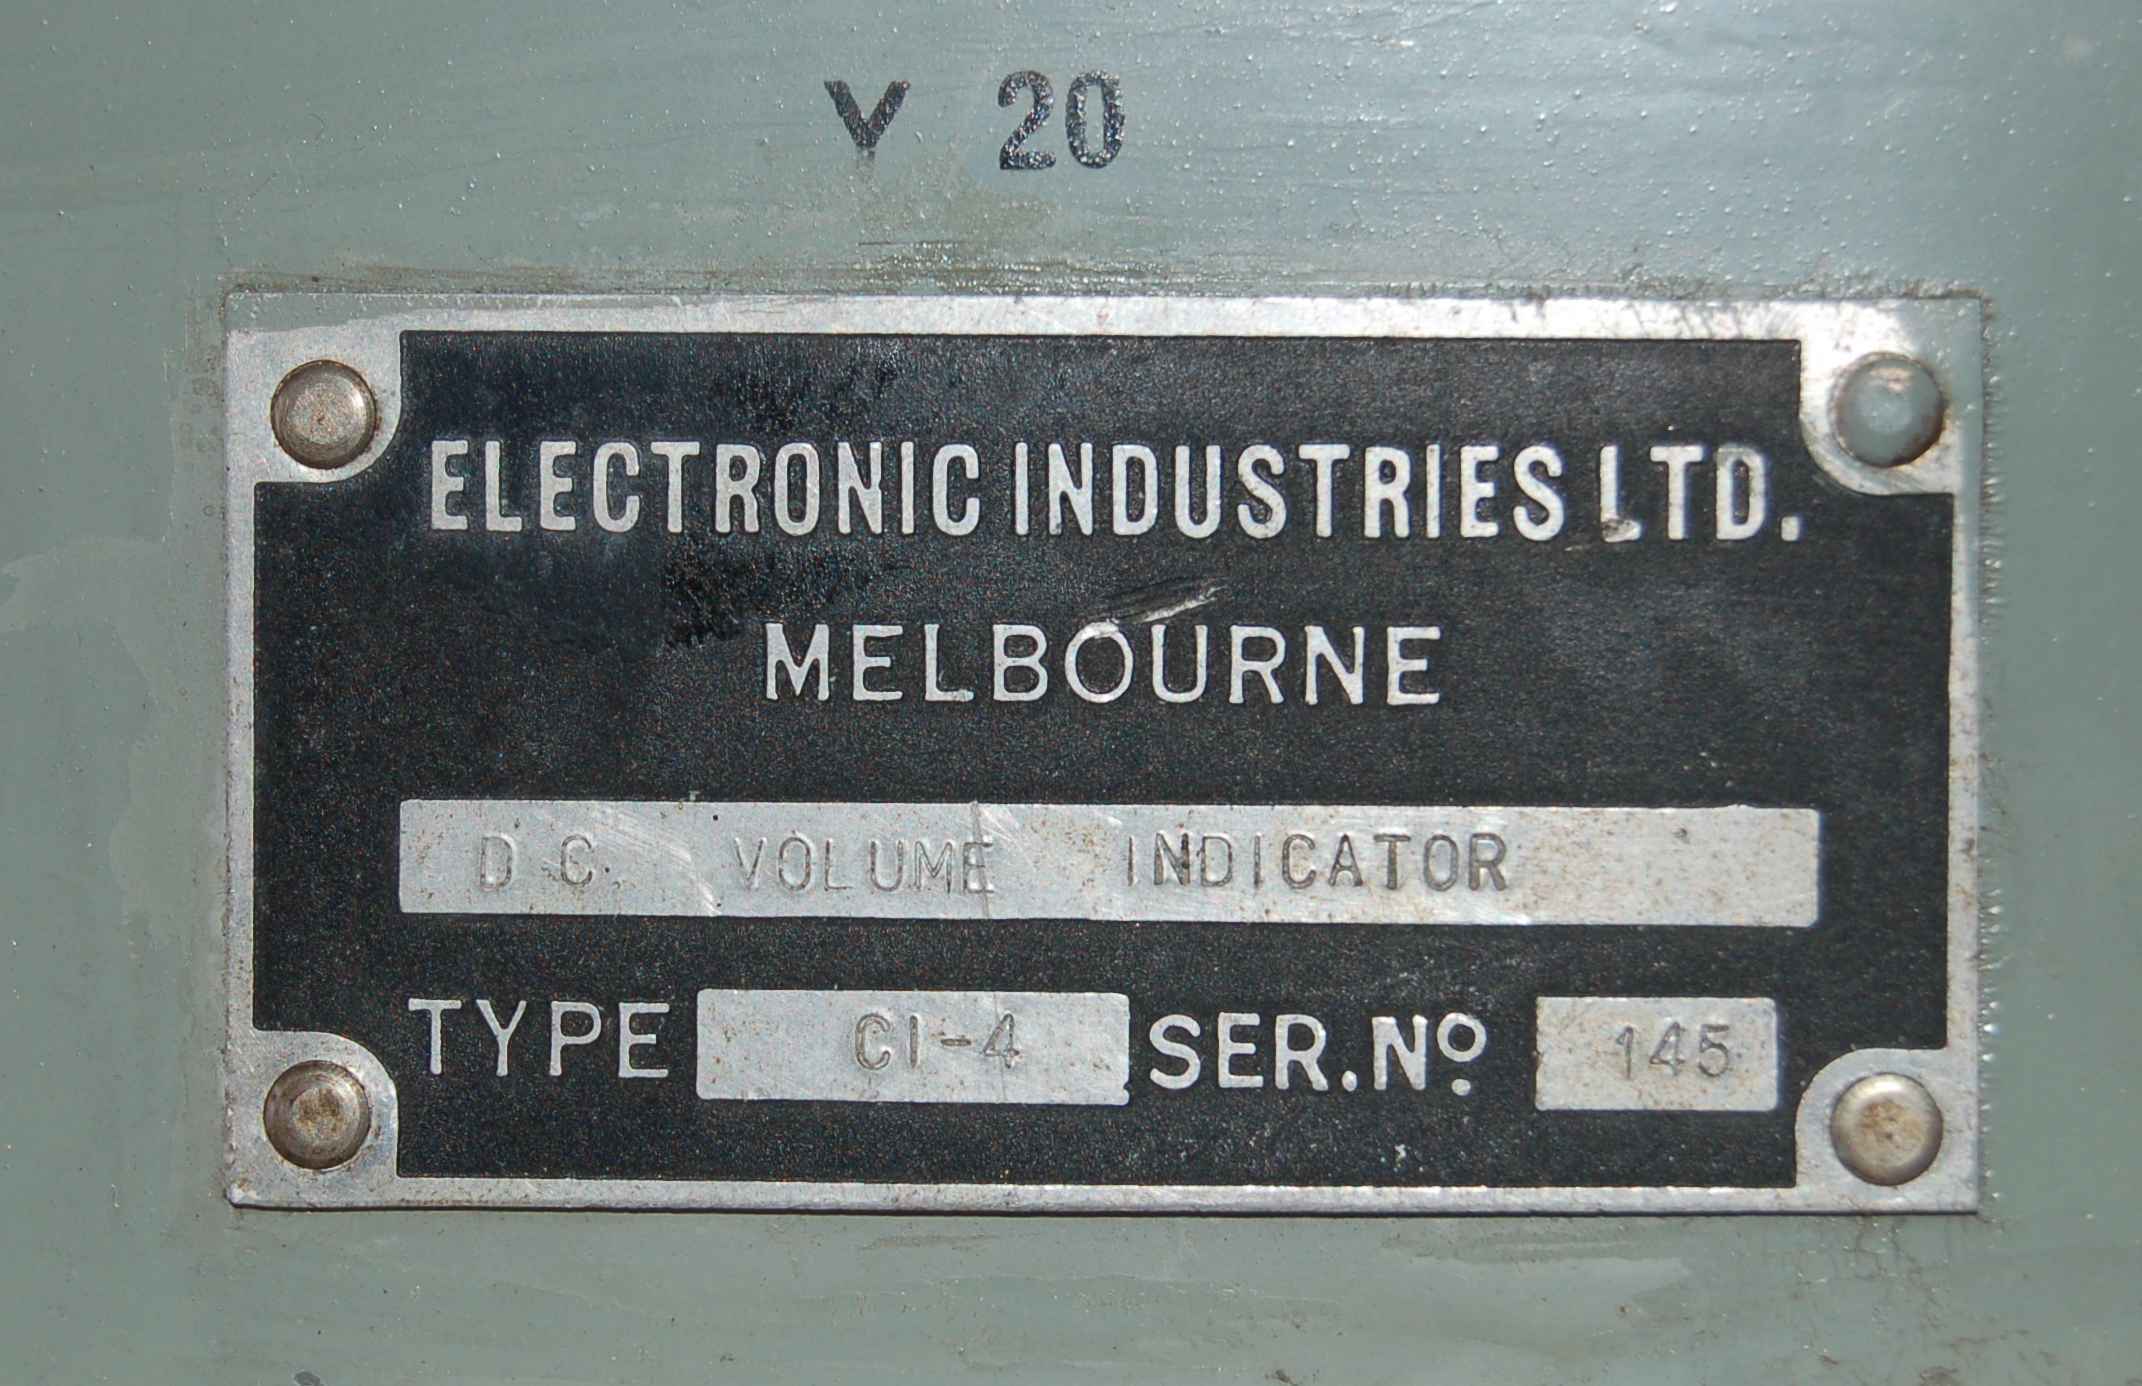 Y 20
ELECTRONIC INDUSTRIES LTD.
MELBOURNE
D.C. VOLUME INDICATOR
TYPE CI-4 SER.Nº 145